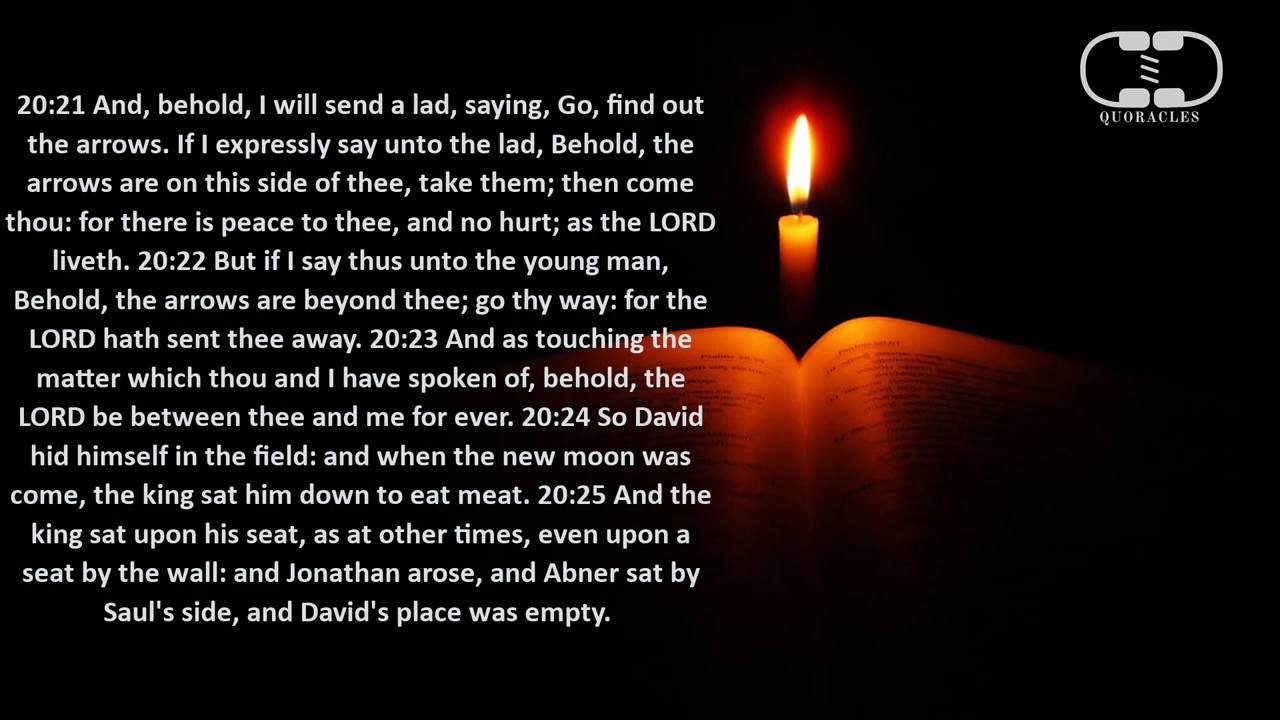 20:21 And, behold, I will send a lad, saying, Go, find out
the arrows. If I expressly say unto the lad, Behold, the
arrows are on this side of thee, take them; then come
thou: for there is peace to thee, and no hurt; as the LORD
liveth. 20:22 But if I say thus unto the young man,
Behold, the arrows are beyond thee; go thy way: for the
LORD hath sent thee away. 20:23 And as touching the
matter which thou and I have spoken of, behold, the
LORD be between thee and me for ever. 20:24 So David
hid himself in the field: and when the new moon was
come, the king sat him down to eat meat. 20:25 And the
king sat upon his seat, as at other times, even upon a
seat by the wall: and Jonathan arose, and Abner sat by
Saul's side, and David's place was empty.
QUORACLES